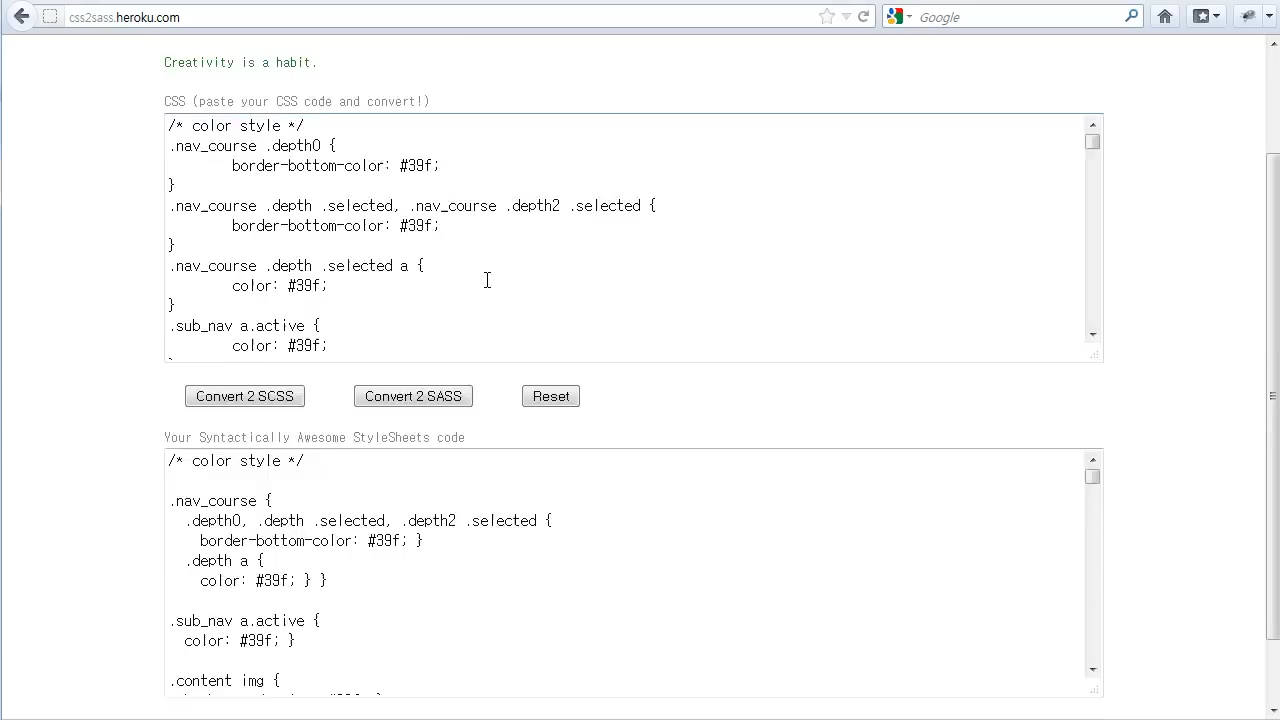 css2sass.heroku.com
Google
Creativity is a habit.
CSS (paste your CSS code and convert!)
/* color style */
.nav_course .depth0 {
border-bottom-color: #39f;
}
.nav_course .depth .selected, .nav_course .depth2 .selected {
border-bottom-color: #39f;
}
.nav_course .depth .selected a {
color: #39f;
}
.sub_nav a.active {
color: #39f;
Convert 2 SCSS
Convert 2 SASS
Reset
Your Syntactically Awesome StyleSheets code
/* color style */
.nav_course {
.depth0, .depth .selected, .depth2 .selected {
border-bottom-color: #39f; }
.depth a {
color: #39f; } }
.sub_nav a.active {
color: #39f; }
.content img {